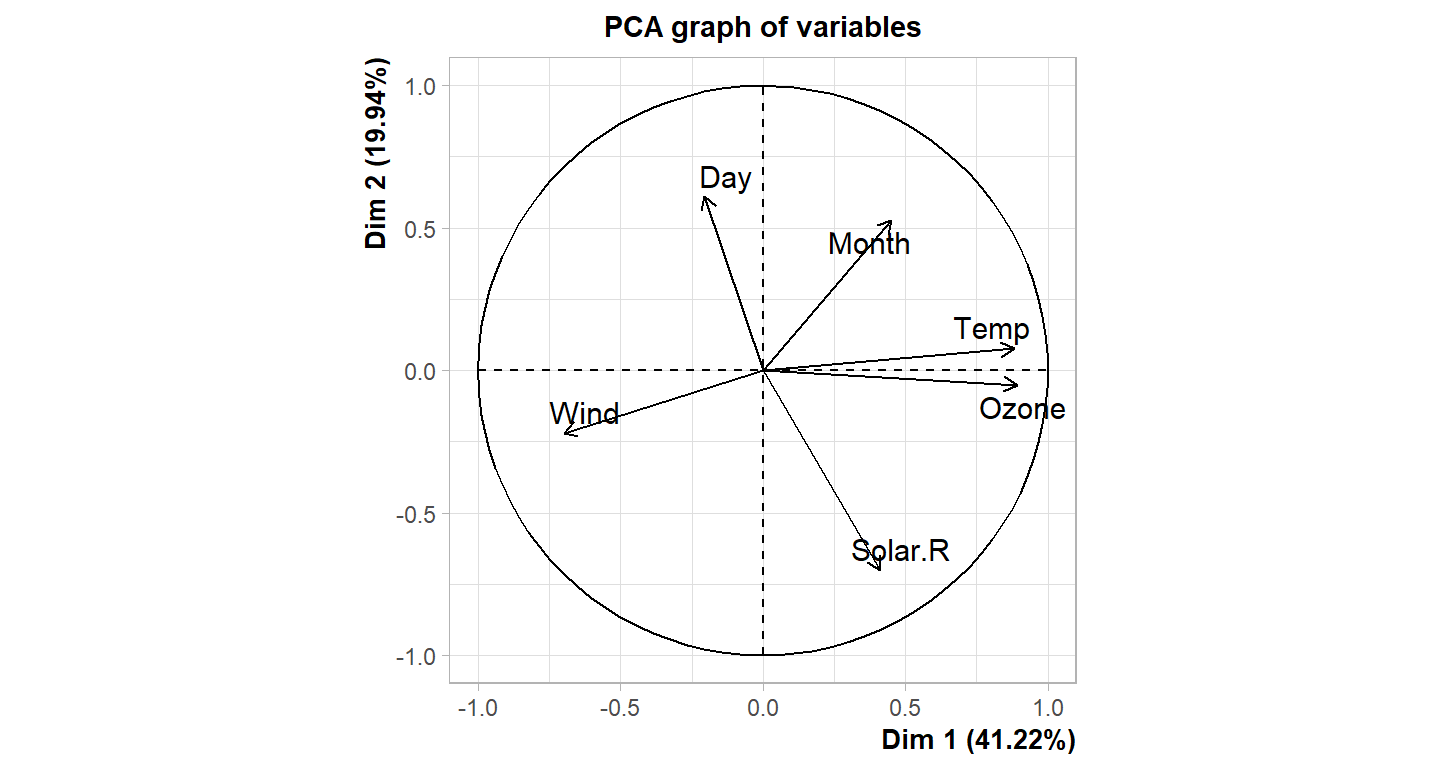 PCA graph of variables
Dim 2 (19.94%)
1.0
0.5
0.0
-0.5
-1.0
Day
Month
Temp
Ozone
Wind
Solar.R
-1.0
-0.5
0.0
0.5
1.0
Dim 1 (41.22%)